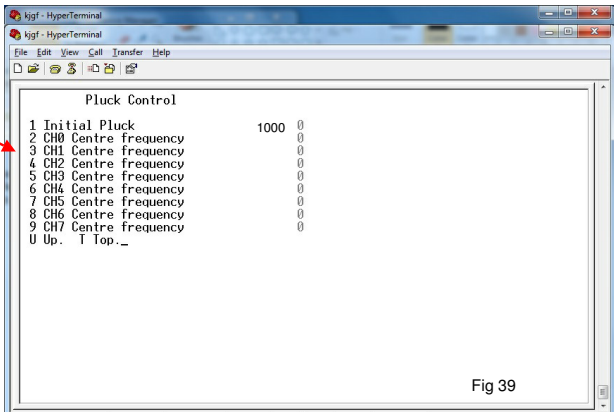 kjgf - HyperTerminal
kjgf - HyperTerminal
File Edit View Call Transfer Help
Pluck Control
1 Initial Pluck 1000 0
2 CH0 Centre frequency 0
3 CH1 Centre frequency 0
4 CH2 Centre frequency 0
5 CH3 Centre frequency 0
6 CH4 Centre frequency 0
7 CH5 Centre frequency 0
8 CH6 Centre frequency 0
9 CH7 Centre frequency 0
U Up. T Top._
Fig 39